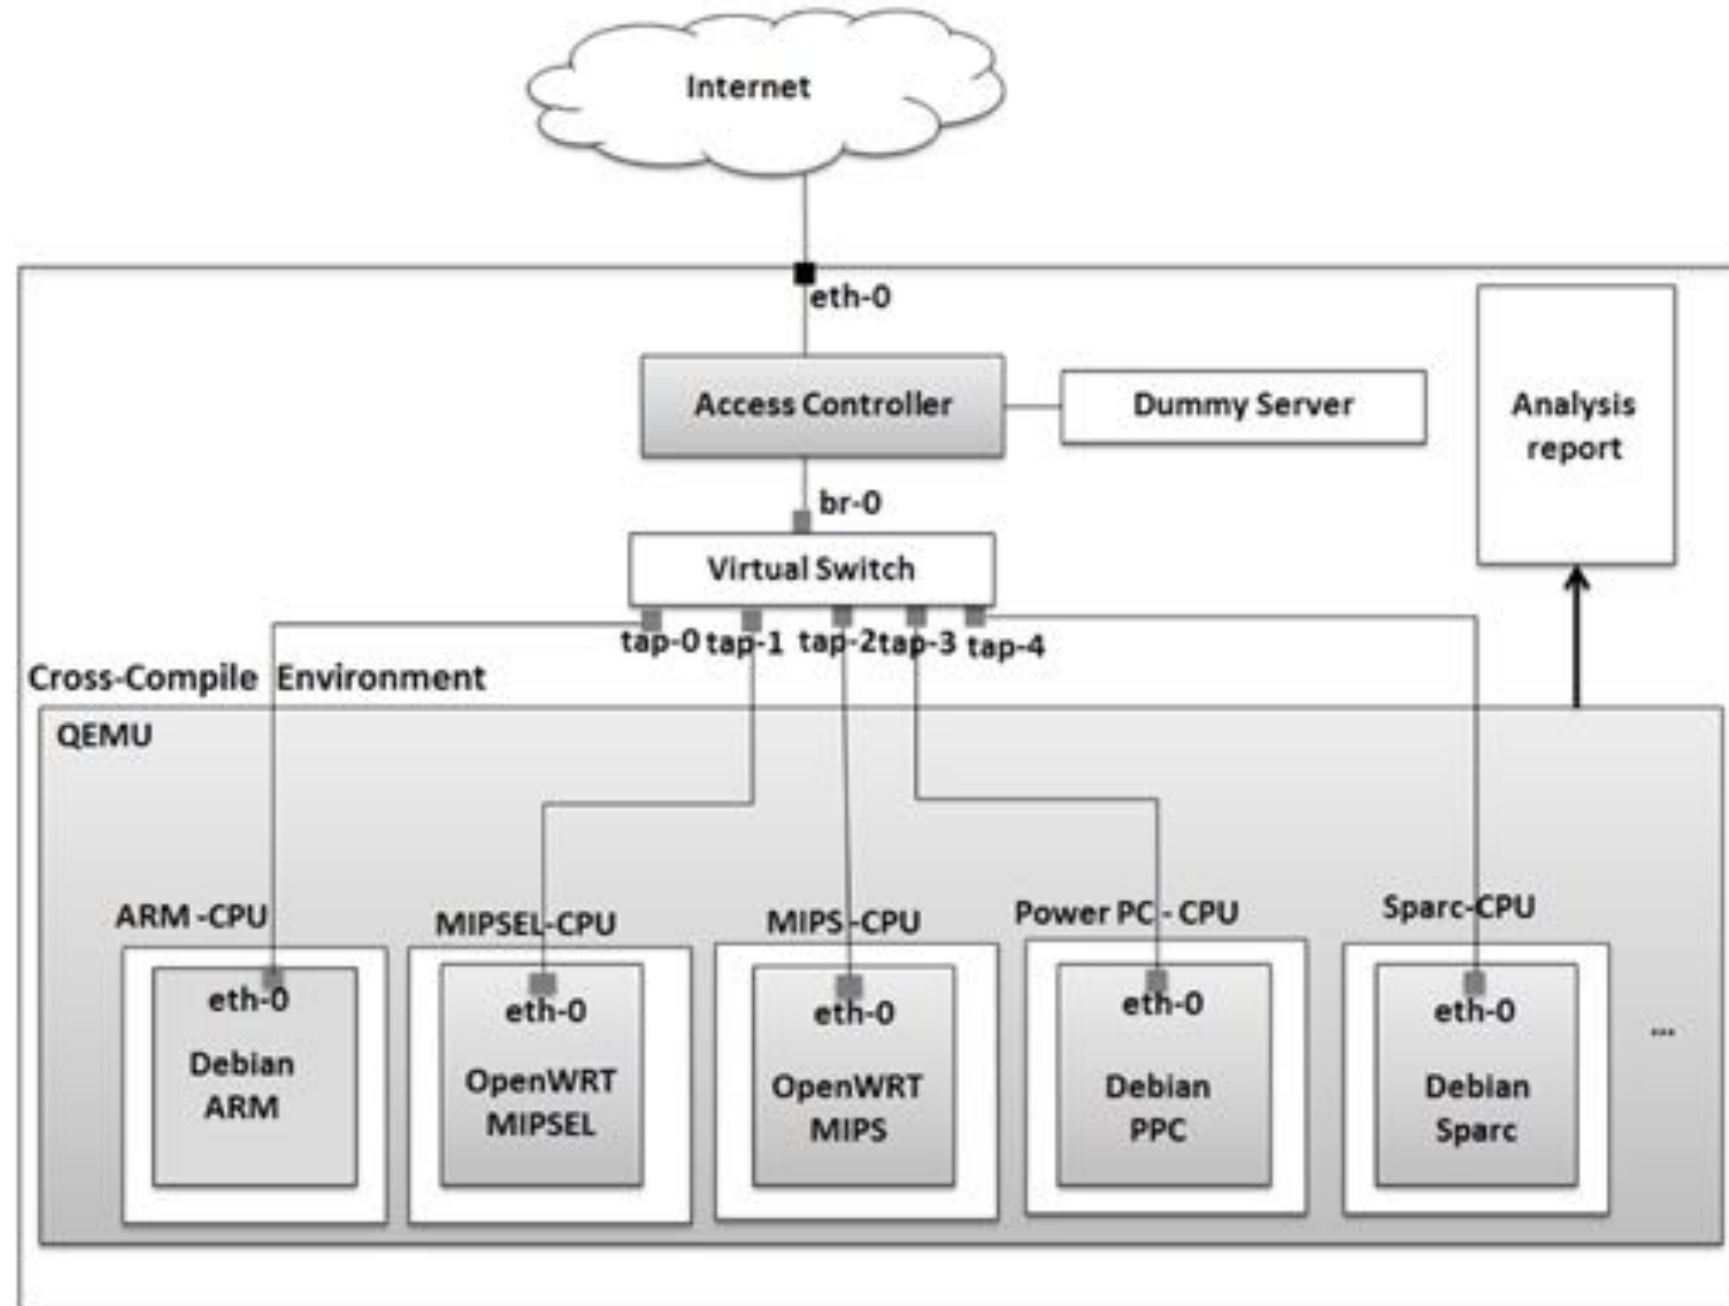 Internet
eth-0
Access Controller
Dummy Server
Analysis
report
br-0
Virtual Switch
tap-0 tap-1 tap-2 tap-3 tap-4
Cross-Compile Environment
QEMU
ARM -CPU
MIPSEL-CPU
MIPS -CPU
Power PC - CPU
Sparc-CPU
eth-0
Debian
ARM
eth-0
OpenWRT
MIPSEL
eth-0
OpenWRT
MIPS
eth-0
Debian
PPC
eth-0
Debian
Sparc
...